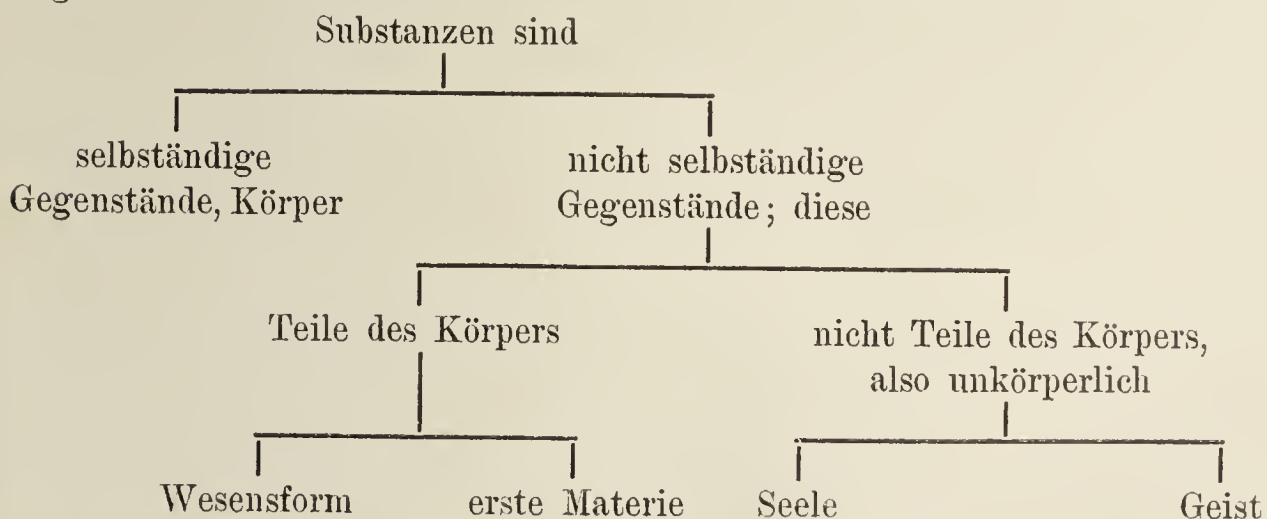 Substanzen sind
selbständige
Gegenstände, Körper
nicht selbständige
Gegenstände; diese
Teile des Körpers
nicht Teile des Körpers,
also unkörperlich
Wesensform
erste Materie
Seele
Geist